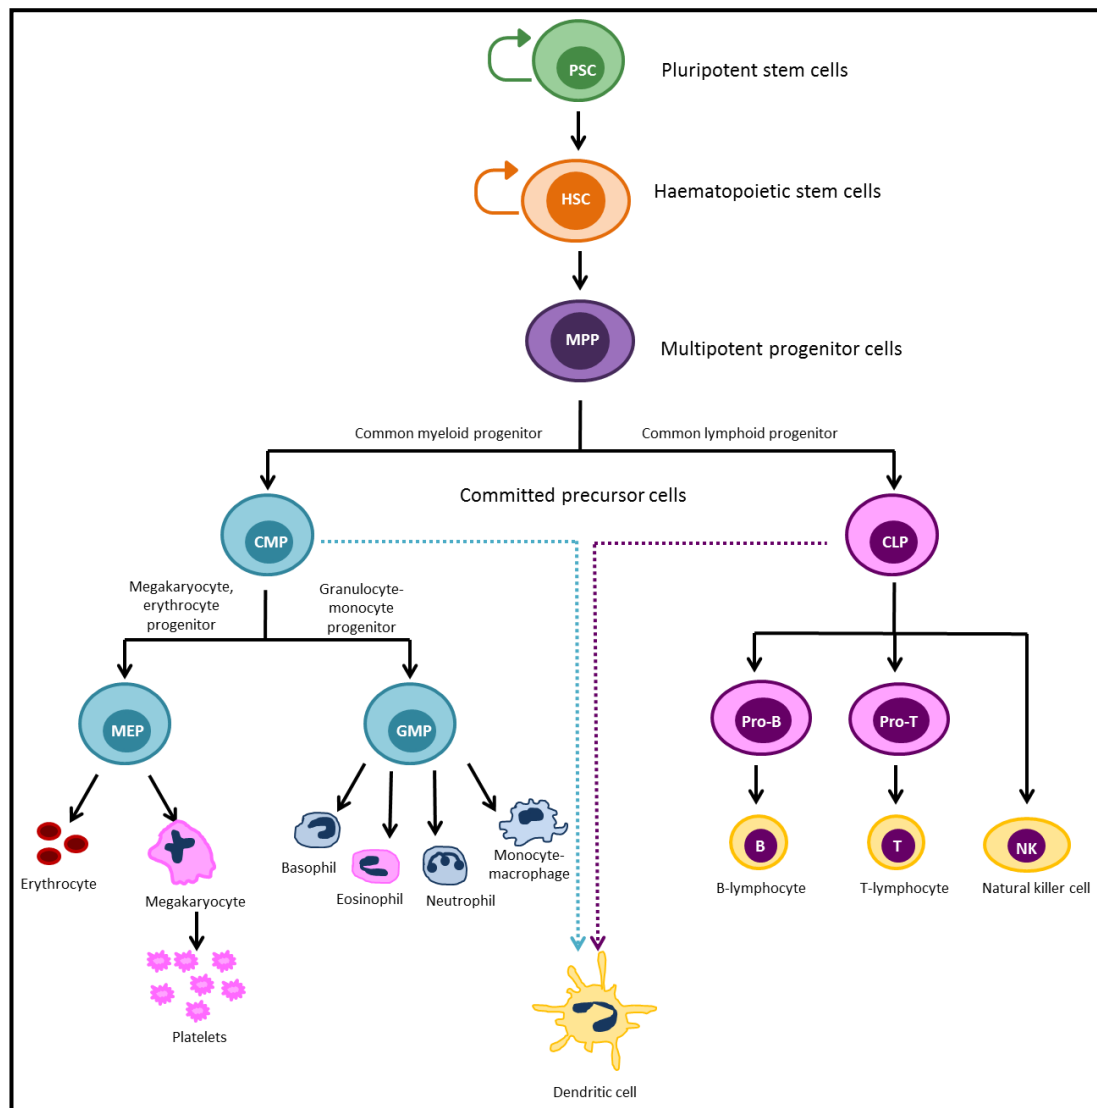 PSC
Pluripotent stem cells
HSC
Haematopoietic stem cells
MPP
Multipotent progenitor cells
Common myeloid progenitor
Common lymphoid progenitor
Committed precursor cells
CMP
CLP
Megakaryocyte,
erythrocyte
progenitor
Granulocyte-
monocyte
progenitor
MEP
GMP
Pro-B
Pro-T
Erythrocyte
Megakaryocyte
Basophil
Eosinophil
Neutrophil
Monocyte-
macrophage
B
B-lymphocyte
T
T-lymphocyte
NK
Natural killer cell
Platelets
Dendritic cell